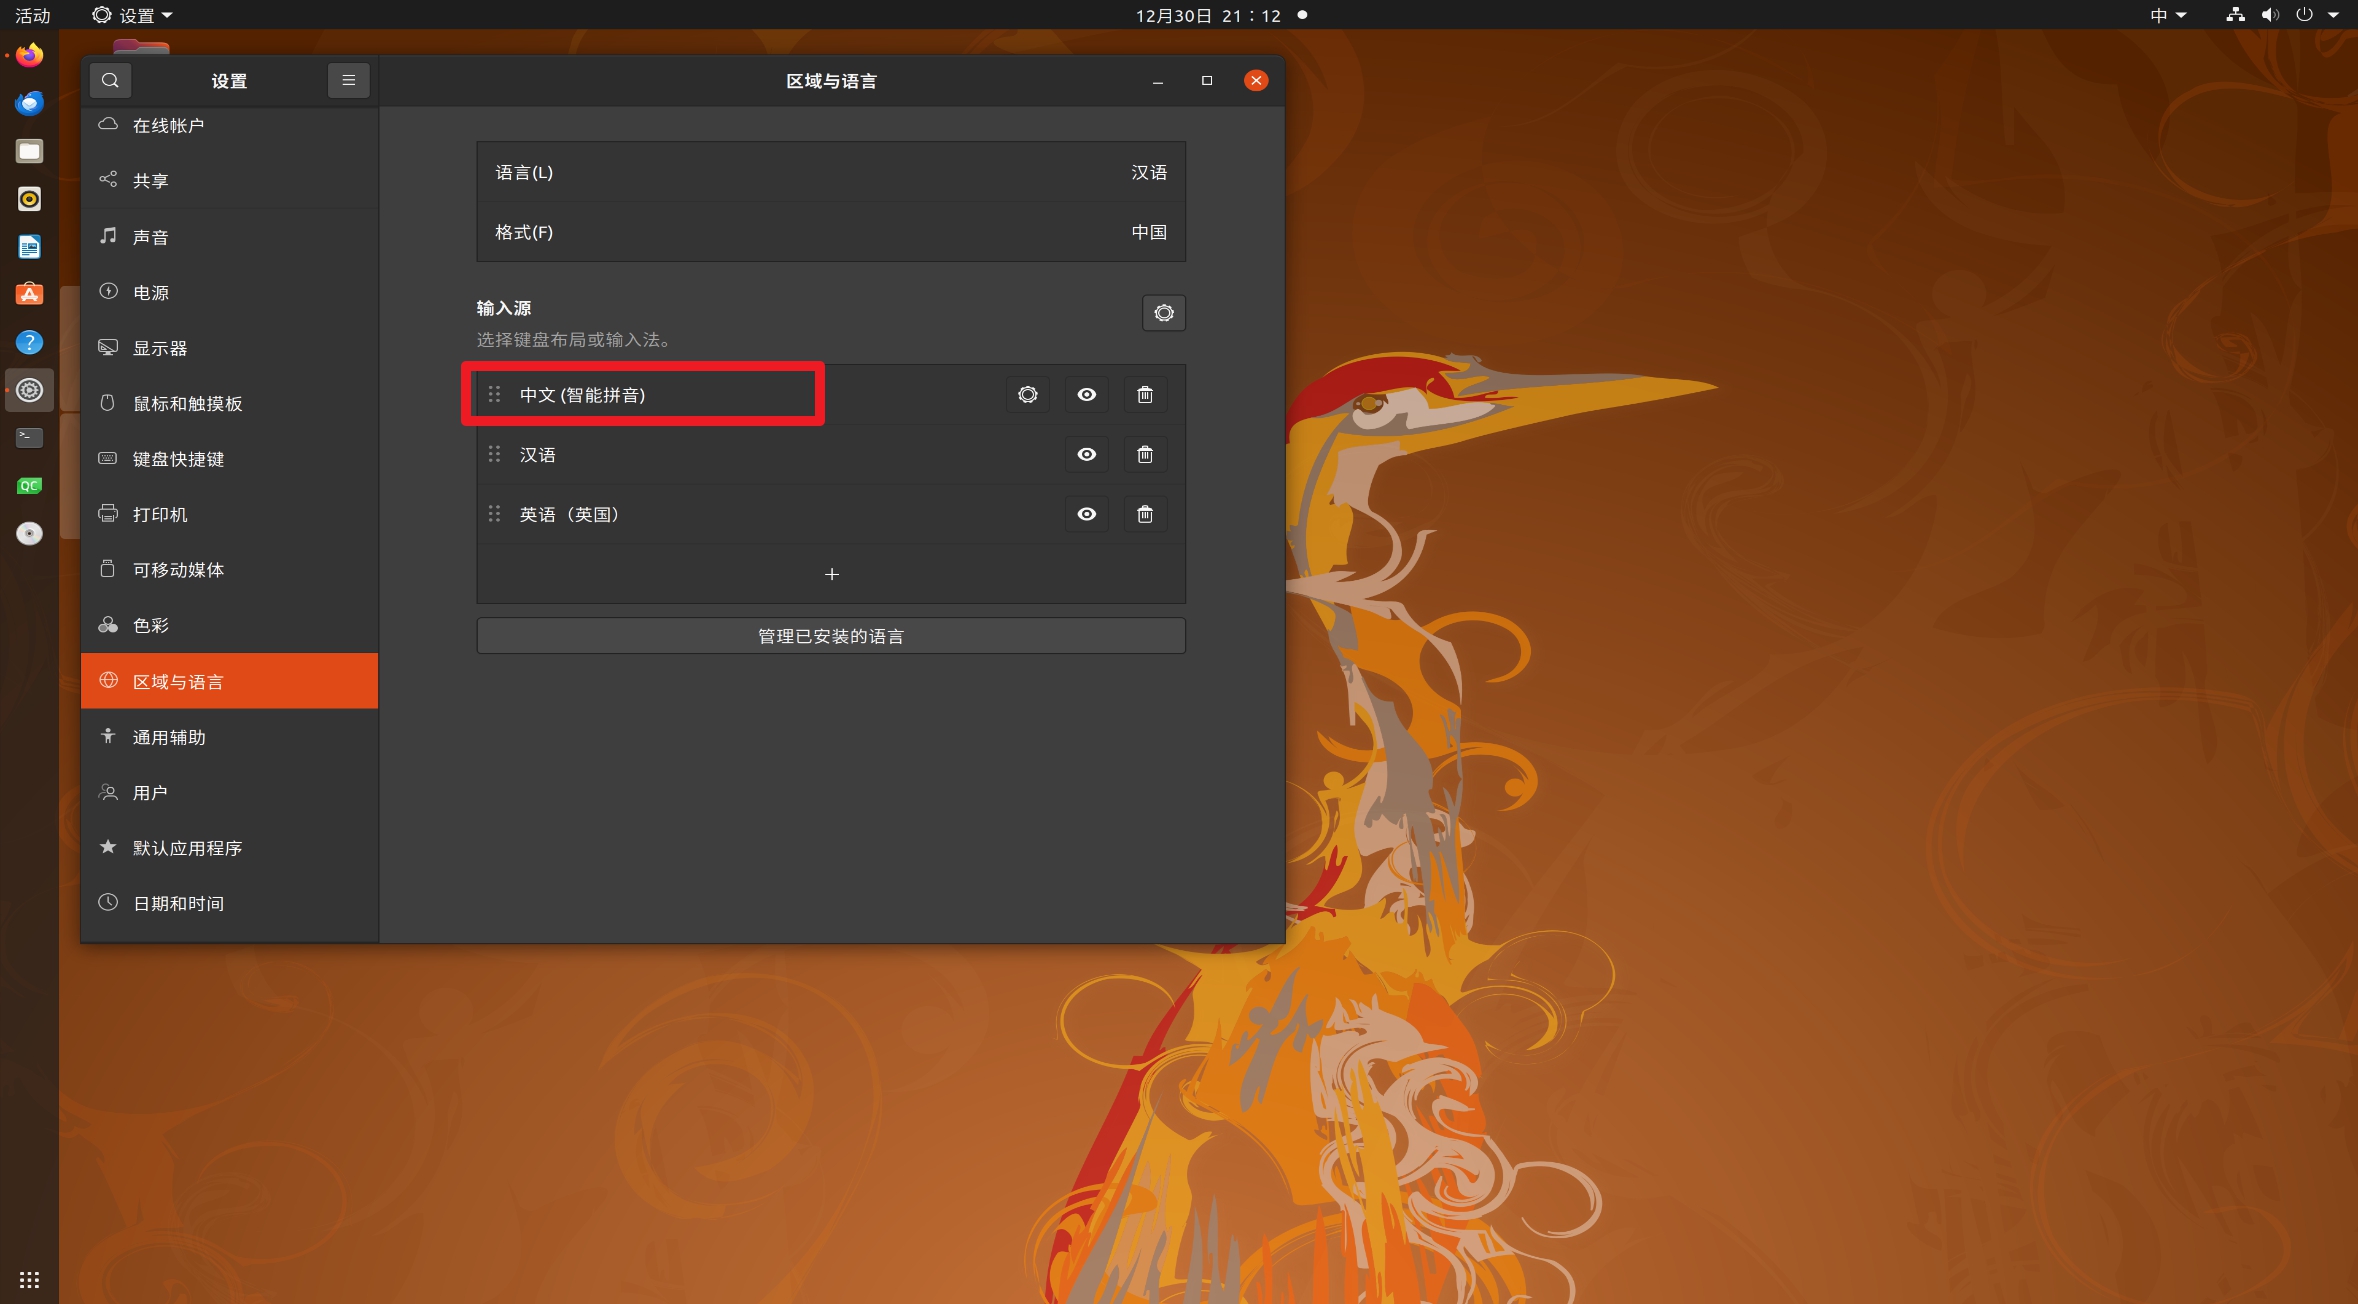 活动
设置
12月30日 21：12
中
设置
区域与语言
在线帐户
共享
声音
电源
显示器
鼠标和触摸板
键盘快捷键
打印机
可移动媒体
色彩
区域与语言
通用辅助
用户
默认应用程序
日期和时间
语言(L)
汉语
格式(F)
中国
输入源
选择键盘布局或输入法。
中文 (智能拼音)
汉语
英语（英国）
+
管理已安装的语言
?
>_
QC